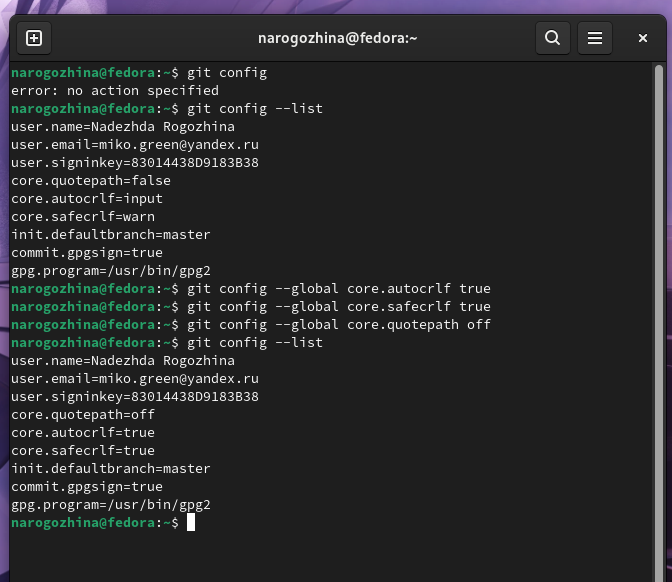 narogozhina@fedora:~
narogozhina@fedora:~$ git config
error: no action specified
narogozhina@fedora:~$ git config --list
user.name=Nadezhda Rogozhina
user.email=miko.green@yandex.ru
user.signinkey=83014438D9183B38
core.quotepath=false
core.autocrlf=input
core.safecrlf=warn
init.defaultbranch=master
commit.gpgsign=true
gpg.program=/usr/bin/gpg2
narogozhina@fedora:~$ git config --global core.autocrlf true
narogozhina@fedora:~$ git config --global core.safecrlf true
narogozhina@fedora:~$ git config --global core.quotepath off
narogozhina@fedora:~$ git config --list
user.name=Nadezhda Rogozhina
user.email=miko.green@yandex.ru
user.signinkey=83014438D9183B38
core.quotepath=off
core.autocrlf=true
core.safecrlf=true
init.defaultbranch=master
commit.gpgsign=true
gpg.program=/usr/bin/gpg2
narogozhina@fedora:~$